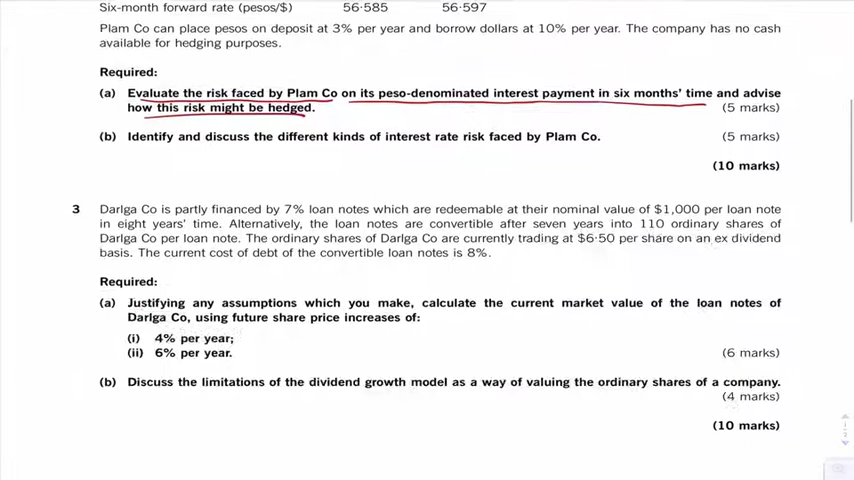 Six-month forward rate (pesos/$) 56·585 56·597
Plam Co can place pesos on deposit at 3% per year and borrow dollars at 10% per year. The company has no cash
available for hedging purposes.
Required:
(a) Evaluate the risk faced by Plam Co on its peso-denominated interest payment in six months' time and advise
how this risk might be hedged. (5 marks)
(b) Identify and discuss the different kinds of interest rate risk faced by Plam Co. (5 marks)
(10 marks)
3 Darlga Co is partly financed by 7% loan notes which are redeemable at their nominal value of $1,000 per loan note
in eight years' time. Alternatively, the loan notes are convertible after seven years into 110 ordinary shares of
Darlga Co per loan note. The ordinary shares of Darlga Co are currently trading at $6·50 per share on an ex dividend
basis. The current cost of debt of the convertible loan notes is 8%.
Required:
(a) Justifying any assumptions which you make, calculate the current market value of the loan notes of
Darlga Co, using future share price increases of:
(i) 4% per year;
(ii) 6% per year. (6 marks)
(b) Discuss the limitations of the dividend growth model as a way of valuing the ordinary shares of a company.
(4 marks)
(10 marks)